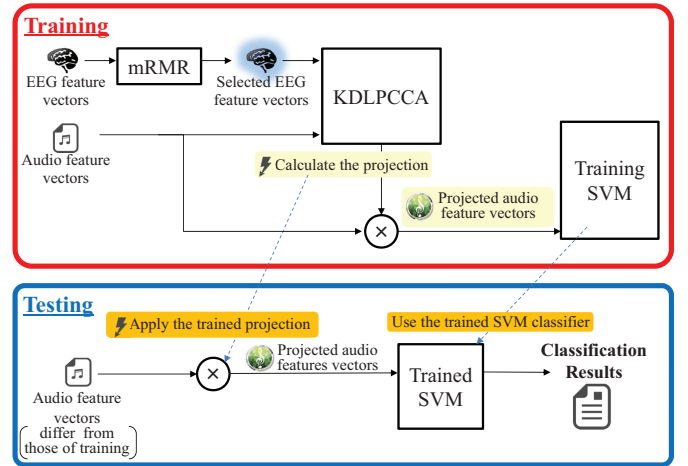 Training
EEG feature
vectors
mRMR
Selected EEG
feature vectors
KDLPCCA
Audio feature
vectors
Calculate the projection
Training
SVM
Projected audio
feature vectors
×
Testing
Apply the trained projection
Use the trained SVM classifier
Audio feature
vectors
differ from
those of training
×
Projected audio
features vectors
Trained
SVM
Classification
Results